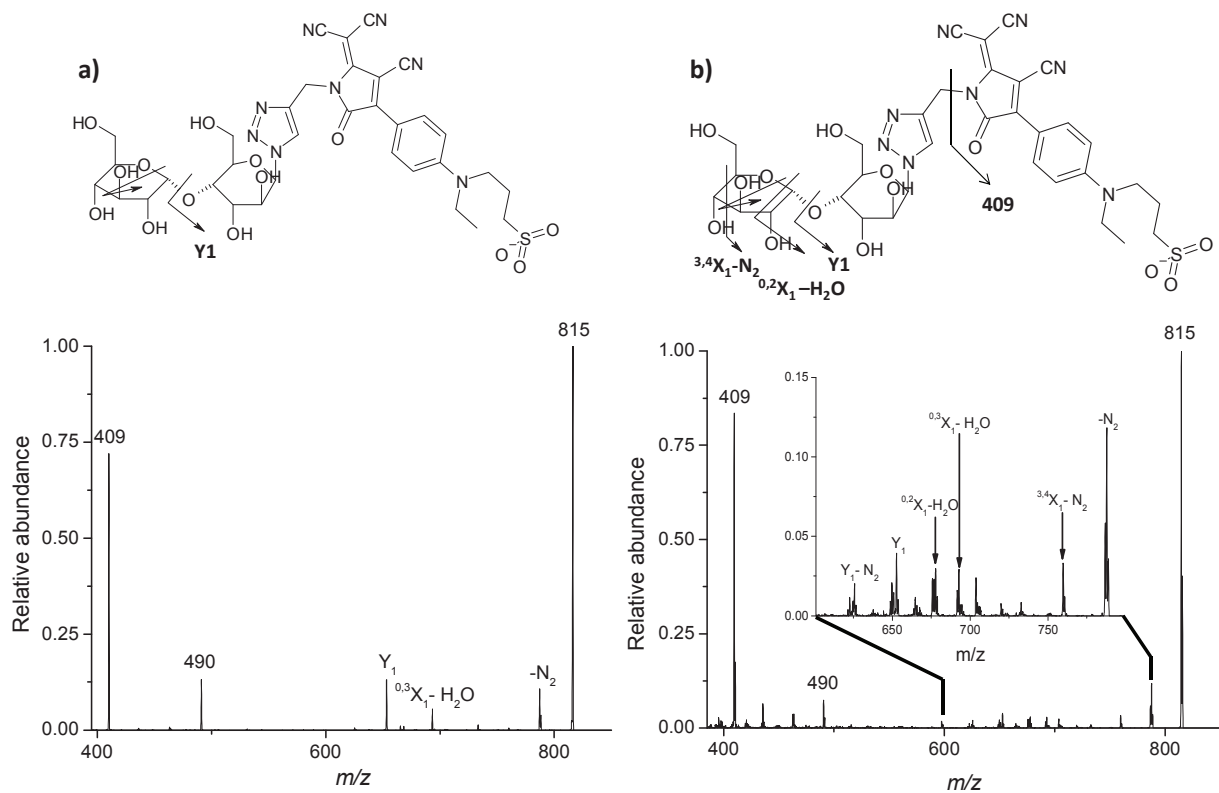 a)
CN
CN
CN
N
O
N
N
N
HO
HO
O
O
OH
HO
OH
OH
O
OH
OH
N
S
O⁻
O
O
Y1
b)
CN
CN
CN
N
O
N
N
N
HO
HO
O
O
OH
HO
OH
OH
O
OH
OH
409
N
S
O⁻
O
O
³,⁴X₁-N₂
Y1
⁰,²X₁–H₂O
Relative abundance
1.00
0.75
0.50
0.25
0.00
815
409
490
Y₁
⁰,³X₁- H₂O
-N₂
400
600
800
m/z
Relative abundance
1.00
0.75
0.50
0.25
0.00
815
409
490
0.15
0.10
0.05
0.00
⁰,³X₁- H₂O
-N₂
⁰,²X₁-H₂O
³,⁴X₁- N₂
Y₁
Y₁- N₂
650
700
750
m/z
400
600
800
m/z